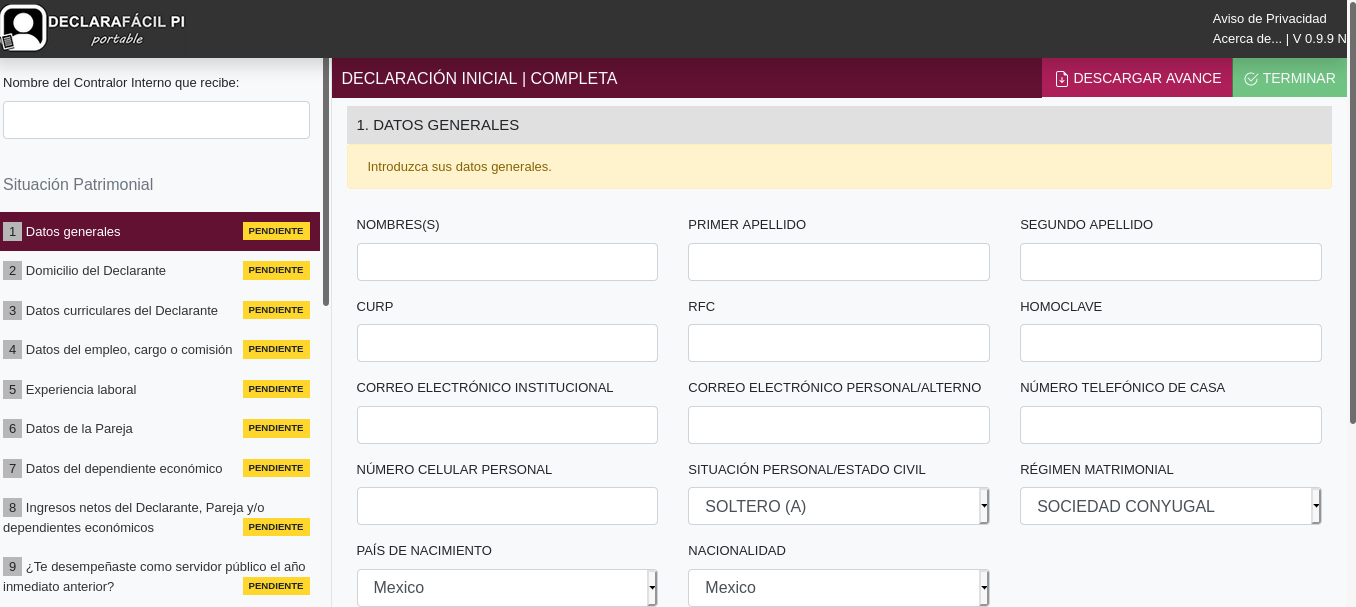 DECLARAFÁCIL PI
portable
Aviso de Privacidad
Acerca de... | V 0.9.9 N
Nombre del Contralor Interno que recibe:
Situación Patrimonial
1 Datos generales PENDIENTE
2 Domicilio del Declarante PENDIENTE
3 Datos curriculares del Declarante PENDIENTE
4 Datos del empleo, cargo o comisión PENDIENTE
5 Experiencia laboral PENDIENTE
6 Datos de la Pareja PENDIENTE
7 Datos del dependiente económico PENDIENTE
8 Ingresos netos del Declarante, Pareja y/o
dependientes económicos PENDIENTE
9 ¿Te desempeñaste como servidor público el año
inmediato anterior? PENDIENTE
DECLARACIÓN INICIAL | COMPLETA DESCARGAR AVANCE TERMINAR
1. DATOS GENERALES
Introduzca sus datos generales.
NOMBRES(S) PRIMER APELLIDO SEGUNDO APELLIDO
CURP RFC HOMOCLAVE
CORREO ELECTRÓNICO INSTITUCIONAL CORREO ELECTRÓNICO PERSONAL/ALTERNO NÚMERO TELEFÓNICO DE CASA
NÚMERO CELULAR PERSONAL SITUACIÓN PERSONAL/ESTADO CIVIL RÉGIMEN MATRIMONIAL
SOLTERO (A) SOCIEDAD CONYUGAL
PAÍS DE NACIMIENTO NACIONALIDAD
Mexico Mexico